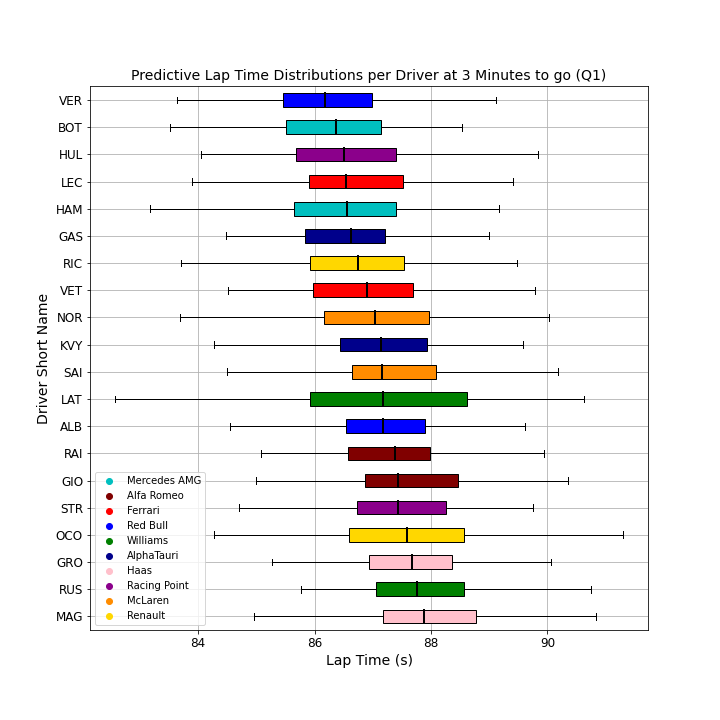 Predictive Lap Time Distributions per Driver at 3 Minutes to go (Q1)
Driver Short Name
VER
BOT
HUL
LEC
HAM
GAS
RIC
VET
NOR
KVY
SAI
LAT
ALB
RAI
GIO
STR
OCO
GRO
RUS
MAG
Mercedes AMG
Alfa Romeo
Ferrari
Red Bull
Williams
AlphaTauri
Haas
Racing Point
McLaren
Renault
84 86 88 90
Lap Time (s)